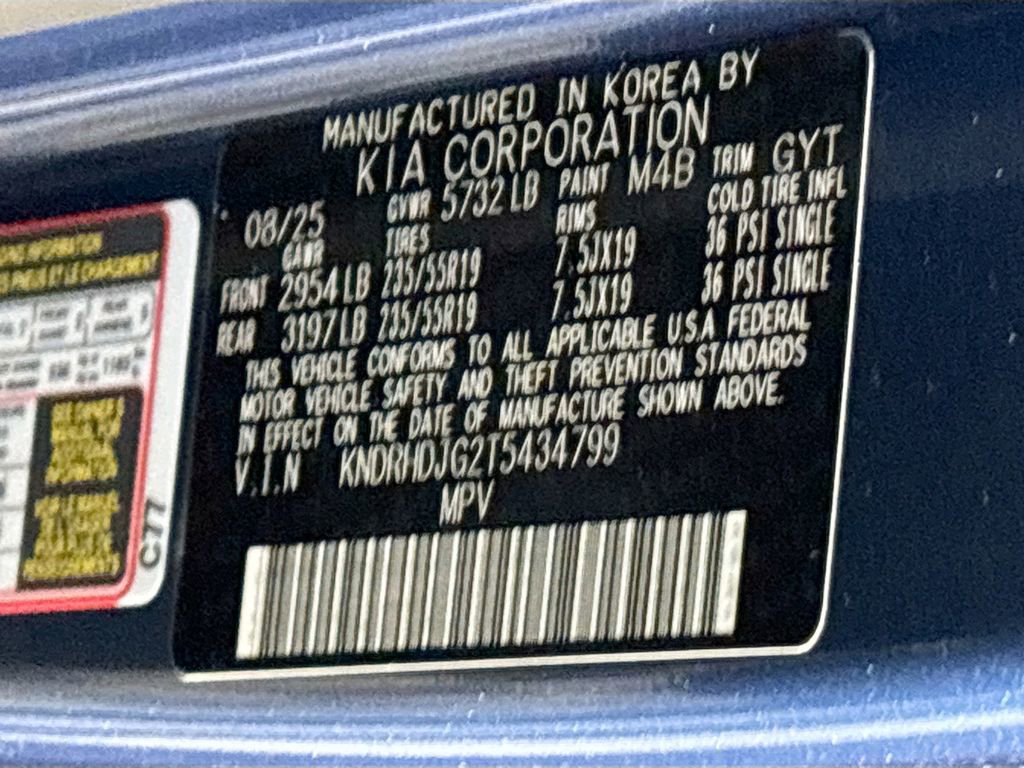 MANUFACTURED IN KOREA BY
KIA CORPORATION
08/25 GVWR 5732 LB PAINT M4B TRIM GYT
GAWR TIRES RIMS COLD TIRE INFL
FRONT 2954 LB 235/55R19 7.5JX19 36 PSI SINGLE
REAR 3197 LB 235/55R19 7.5JX19 36 PSI SINGLE
THIS VEHICLE CONFORMS TO ALL APPLICABLE U.S.A FEDERAL
MOTOR VEHICLE SAFETY AND THEFT PREVENTION STANDARDS
IN EFFECT ON THE DATE OF MANUFACTURE SHOWN ABOVE.
V.I.N KNDRHDJG2T5434799
MPV
INFORMATION
C77